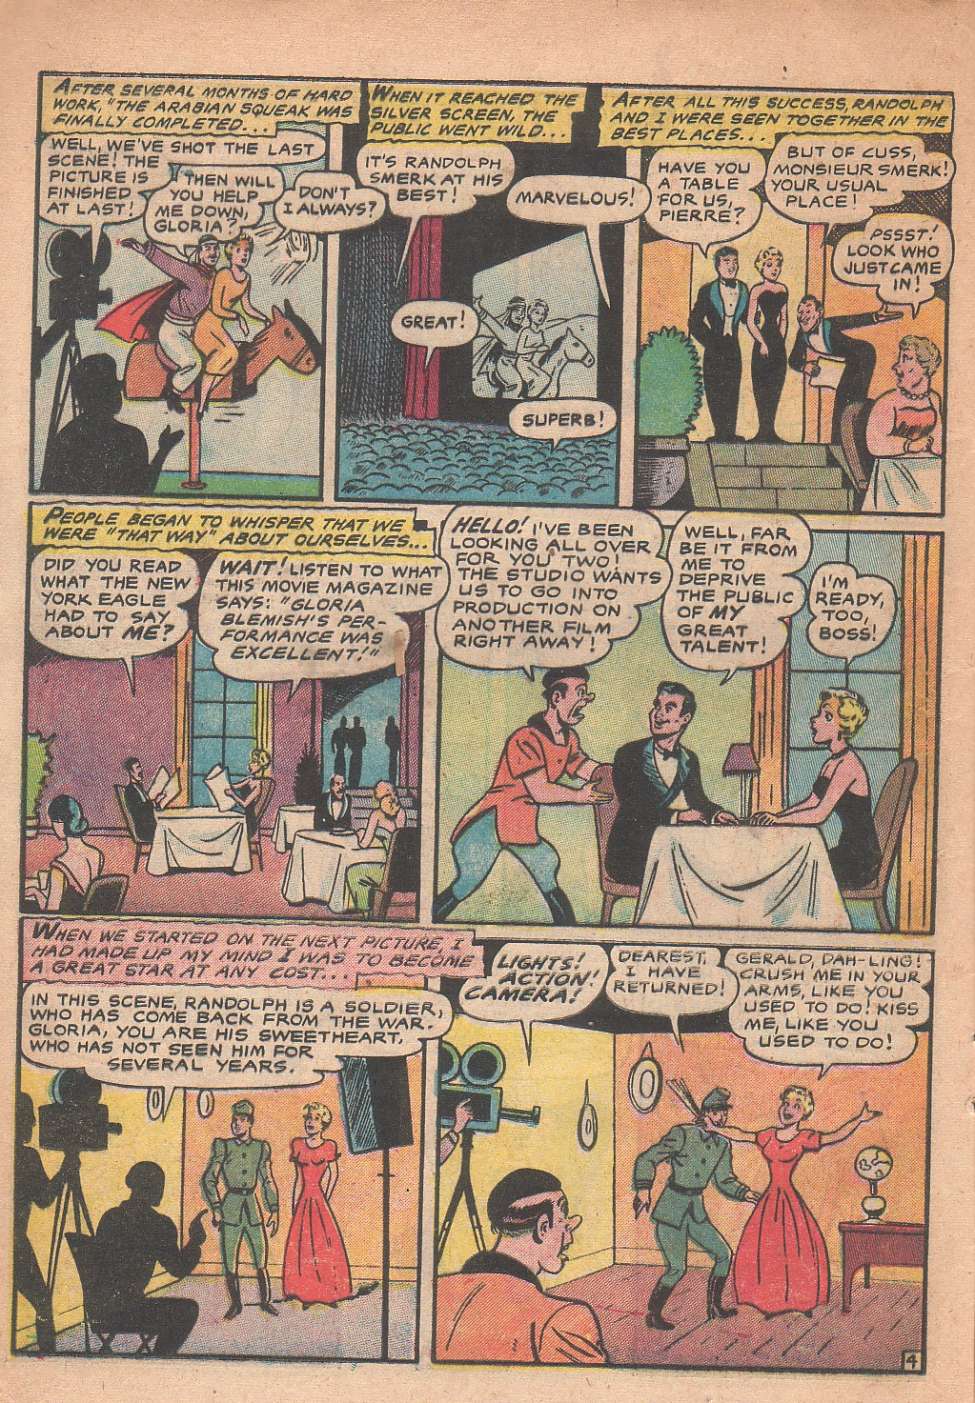 AFTER SEVERAL MONTHS OF HARD
WORK, "THE ARABIAN SQUEAK WAS
FINALLY COMPLETED...
WELL, WE'VE SHOT THE LAST
SCENE! THE
PICTURE IS
FINISHED
AT LAST!
THEN WILL
YOU HELP
ME DOWN,
GLORIA?
DON'T
I ALWAYS?
WHEN IT REACHED THE
SILVER SCREEN, THE
PUBLIC WENT WILD...
IT'S RANDOLPH
SMERK AT HIS
BEST!
MARVELOUS!
GREAT!
SUPERB!
AFTER ALL THIS SUCCESS, RANDOLPH
AND I WERE SEEN TOGETHER IN THE
BEST PLACES...
HAVE YOU
A TABLE
FOR US,
PIERRE?
BUT OF CUSS,
MONSIEUR SMERK!
YOUR USUAL
PLACE!
PSSST!
LOOK WHO
JUST CAME
IN!
PEOPLE BEGAN TO WHISPER THAT WE
WERE "THAT WAY" ABOUT OURSELVES...
DID YOU READ
WHAT THE NEW
YORK EAGLE
HAD TO SAY
ABOUT ME?
WAIT! LISTEN TO WHAT
THIS MOVIE MAGAZINE
SAYS: "GLORIA
BLEMISH'S PER-
FORMANCE WAS
EXCELLENT!"
HELLO! I'VE BEEN
LOOKING ALL OVER
FOR YOU TWO!
THE STUDIO WANTS
US TO GO INTO
PRODUCTION ON
ANOTHER FILM
RIGHT AWAY!
WELL, FAR
BE IT FROM
ME TO
DEPRIVE
THE PUBLIC
OF MY
GREAT
TALENT!
I'M
READY,
TOO,
BOSS!
WHEN WE STARTED ON THE NEXT PICTURE, I
HAD MADE UP MY MIND I WAS TO BECOME
A GREAT STAR AT ANY COST...
IN THIS SCENE, RANDOLPH IS A SOLDIER,
WHO HAS COME BACK FROM THE WAR.
GLORIA, YOU ARE HIS SWEETHEART,
WHO HAS NOT SEEN HIM FOR
SEVERAL YEARS.
LIGHTS!
ACTION!
CAMERA!
DEAREST,
I HAVE
RETURNED!
GERALD, DAH-LING!
CRUSH ME IN YOUR
ARMS, LIKE YOU
USED TO DO! KISS
ME, LIKE YOU
USED TO DO!
4